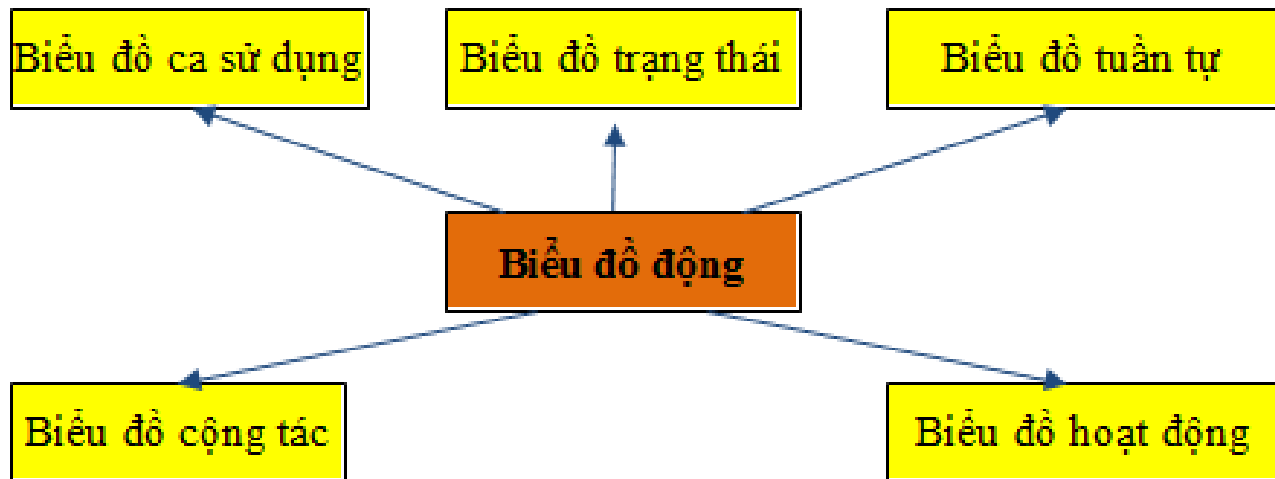 Biểu đồ ca sử dụng
Biểu đồ trạng thái
Biểu đồ tuần tự
Biểu đồ động
Biểu đồ cộng tác
Biểu đồ hoạt động